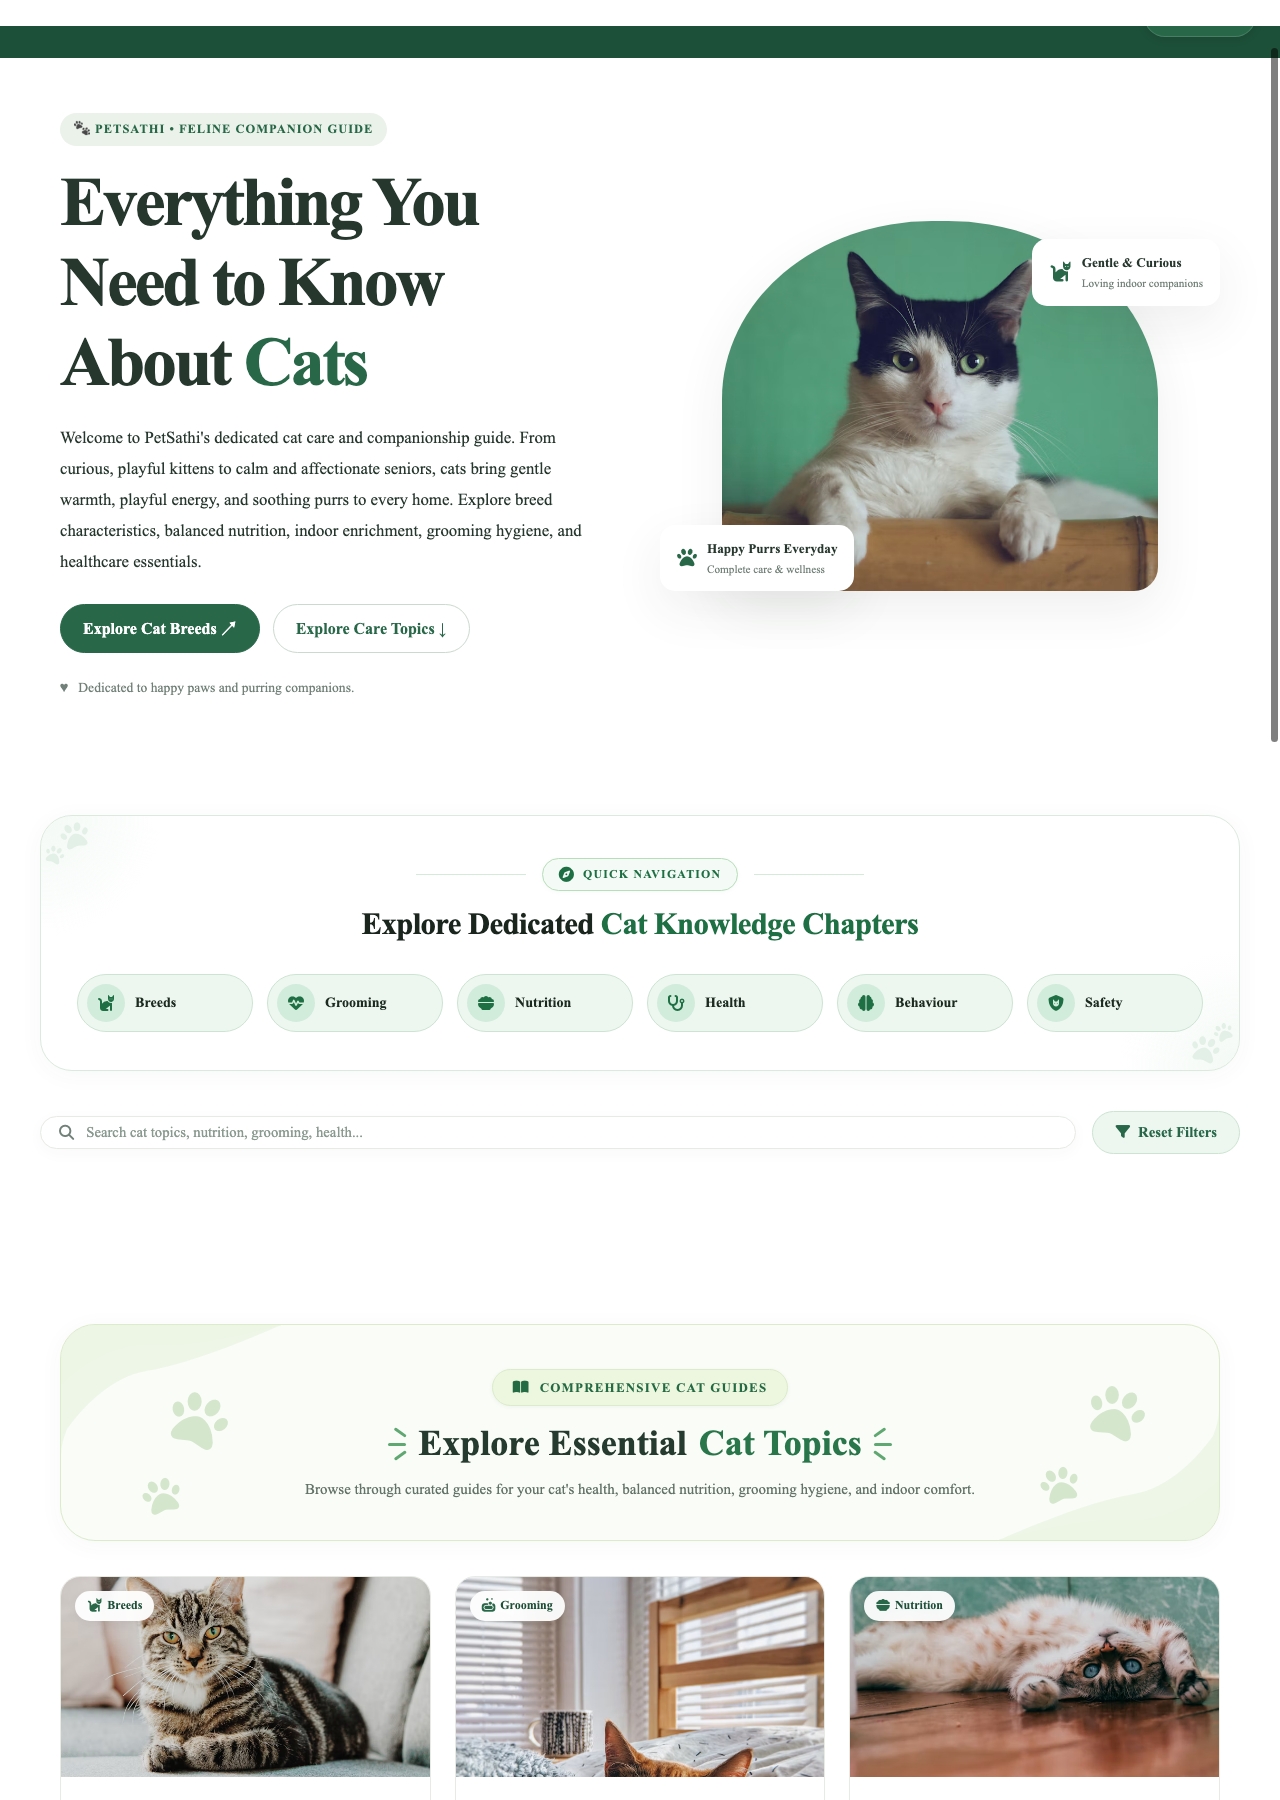 PETSATHI • FELINE COMPANION GUIDE
Everything You
Need to Know
About Cats
Welcome to PetSathi's dedicated cat care and companionship guide. From
curious, playful kittens to calm and affectionate seniors, cats bring gentle
warmth, playful energy, and soothing purrs to every home. Explore breed
characteristics, balanced nutrition, indoor enrichment, grooming hygiene, and
healthcare essentials.
Explore Cat Breeds ↗
Explore Care Topics ↓
♥ Dedicated to happy paws and purring companions.
Gentle & Curious
Loving indoor companions
Happy Purrs Everyday
Complete care & wellness
QUICK NAVIGATION
Explore Dedicated Cat Knowledge Chapters
Breeds
Grooming
Nutrition
Health
Behaviour
Safety
Search cat topics, nutrition, grooming, health...
Reset Filters
COMPREHENSIVE CAT GUIDES
Explore Essential Cat Topics
Browse through curated guides for your cat's health, balanced nutrition, grooming hygiene, and indoor comfort.
Breeds
Grooming
Nutrition